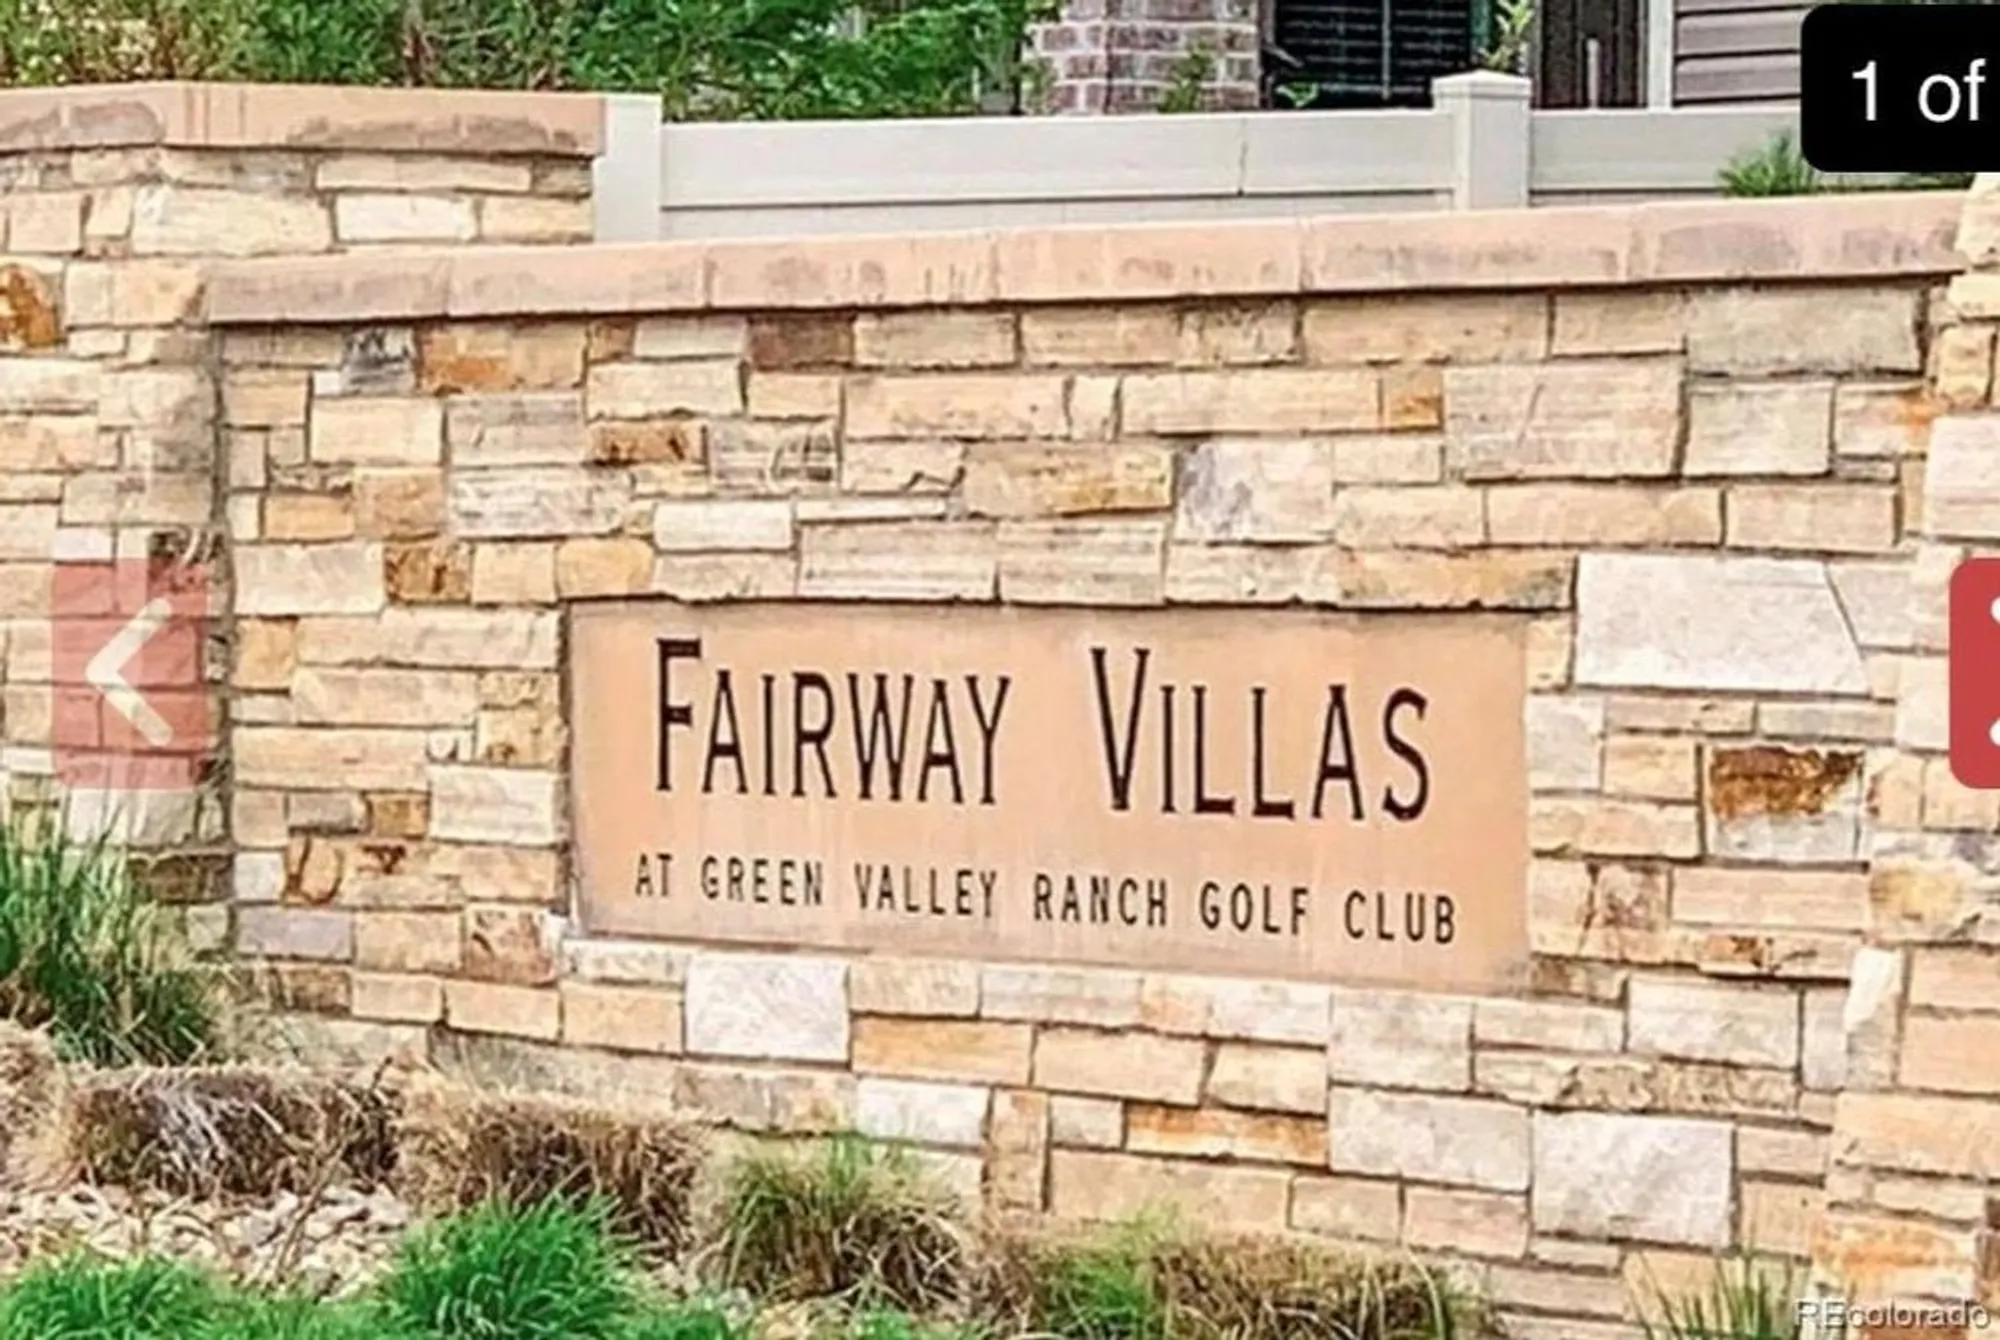 1 of
FAIRWAY VILLAS
AT GREEN VALLEY RANCH GOLF CLUB
REcolorado